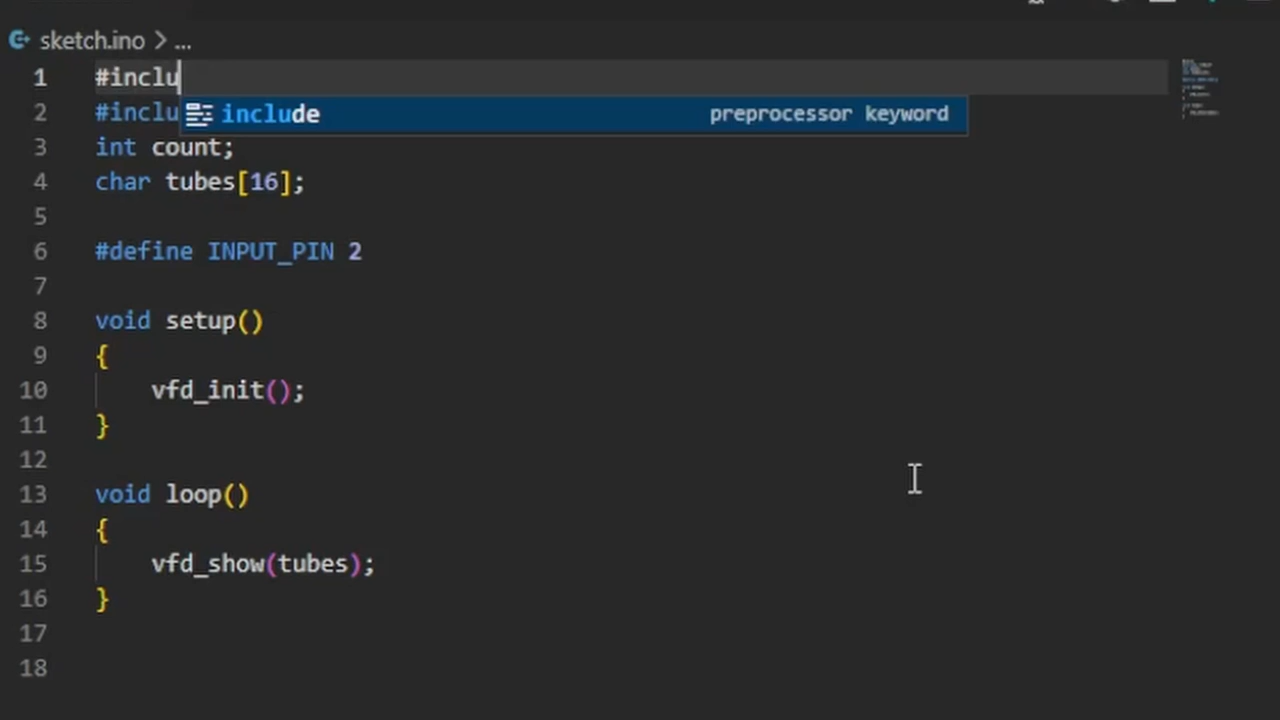 sketch.ino > ...
1 #inclu
2 #inclu
include preprocessor keyword
3 int count;
4 char tubes[16];
5
6 #define INPUT_PIN 2
7
8 void setup()
9 {
10 vfd_init();
11 }
12
13 void loop()
14 {
15 vfd_show(tubes);
16 }
17
18